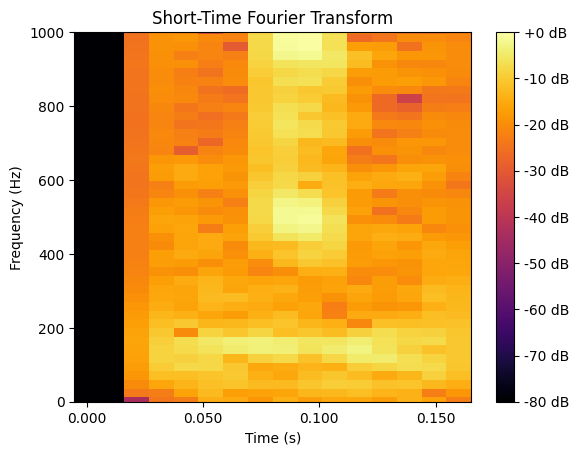 Short-Time Fourier Transform
1000
800
600
400
200
0
Frequency (Hz)
0.000
0.050
0.100
0.150
Time (s)
+0 dB
-10 dB
-20 dB
-30 dB
-40 dB
-50 dB
-60 dB
-70 dB
-80 dB